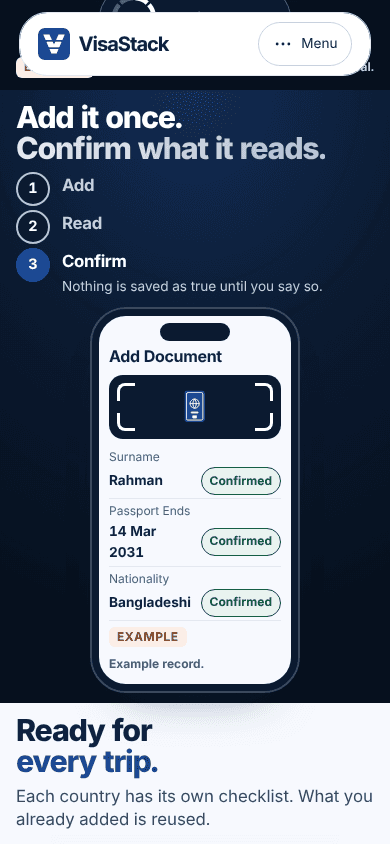 VisaStack
Menu
Add it once.
Confirm what it reads.
1 Add
2 Read
3 Confirm
Nothing is saved as true until you say so.
Add Document
Surname
Rahman Confirmed
Passport Ends
14 Mar
2031
Confirmed
Nationality
Bangladeshi Confirmed
EXAMPLE
Example record.
Ready for
every trip.
Each country has its own checklist. What you
already added is reused.